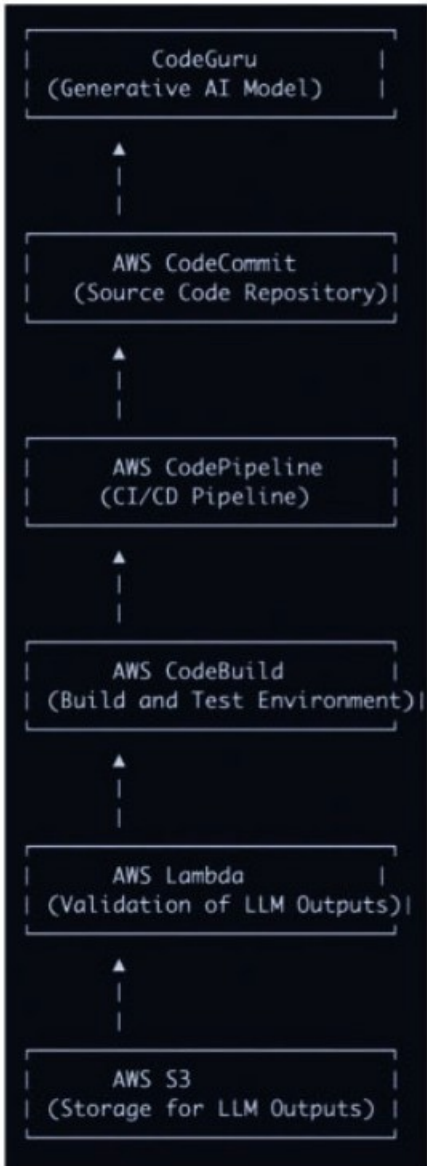 CodeGuru
(Generative AI Model)
AWS CodeCommit
(Source Code Repository)
AWS CodePipeline
(CI/CD Pipeline)
AWS CodeBuild
(Build and Test Environment)
AWS Lambda
(Validation of LLM Outputs)
AWS S3
(Storage for LLM Outputs)